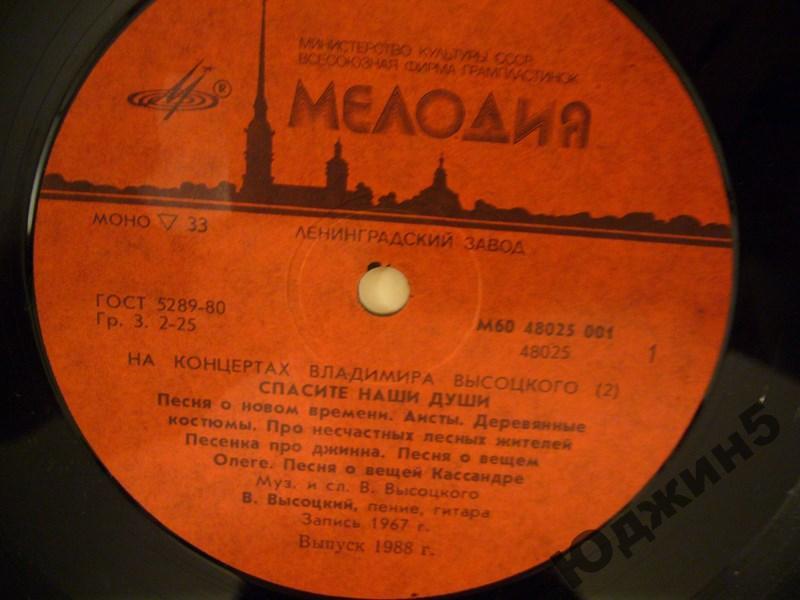 МИНИСТЕРСТВО КУЛЬТУРЫ СССР
ВСЕСОЮЗНАЯ ФИРМА ГРАМПЛАСТИНОК
®
МЕЛОДИЯ
МОНО ▽ 33
ЛЕНИНГРАДСКИЙ ЗАВОД
ГОСТ 5289-80
Гр. 3. 2-25
М60 48025 001
48025
1
НА КОНЦЕРТАХ ВЛАДИМИРА ВЫСОЦКОГО (2)
СПАСИТЕ НАШИ ДУШИ
Песня о новом времени. Аисты. Деревянные
костюмы. Про несчастных лесных жителей
Песенка про джинна. Песня о вещем
Олеге. Песня о вещей Кассандре
Муз. и сл. В. Высоцкого
В. Высоцкий, пение, гитара
Запись 1967 г.
Выпуск 1988 г.
Юджин5